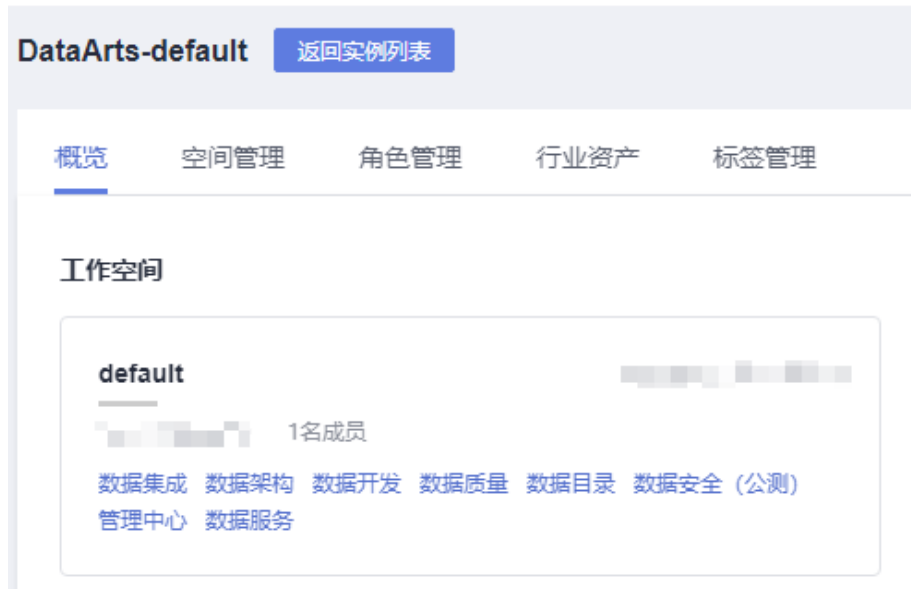 DataArts-default 返回实例列表
概览 空间管理 角色管理 行业资产 标签管理
工作空间
default
1名成员
数据集成 数据架构 数据开发 数据质量 数据目录 数据安全（公测）
管理中心 数据服务